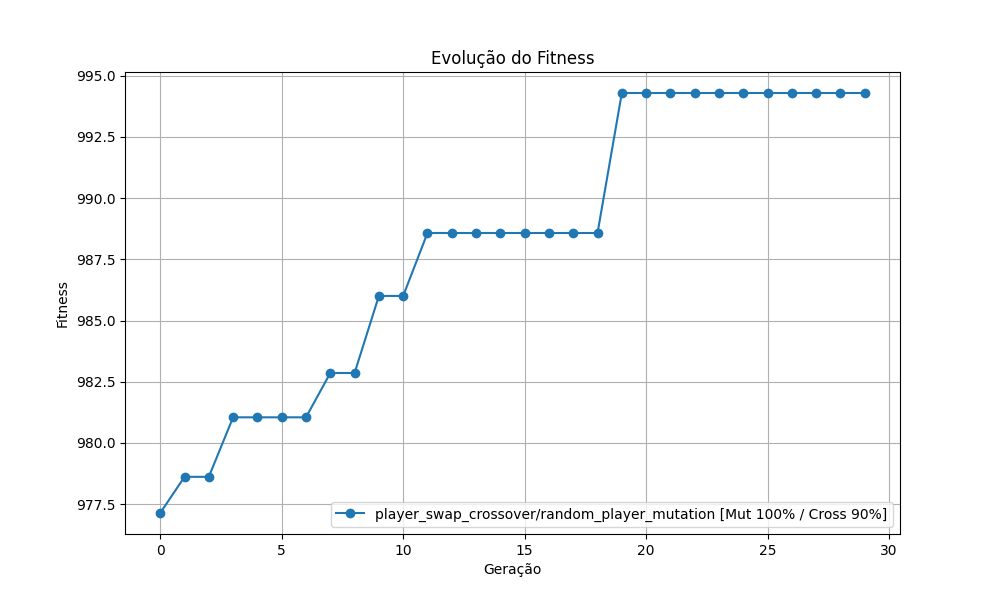 Evolução do Fitness
995.0
992.5
990.0
987.5
985.0
982.5
980.0
977.5
Fitness
player_swap_crossover/random_player_mutation [Mut 100% / Cross 90%]
0 5 10 15 20 25 30
Geração